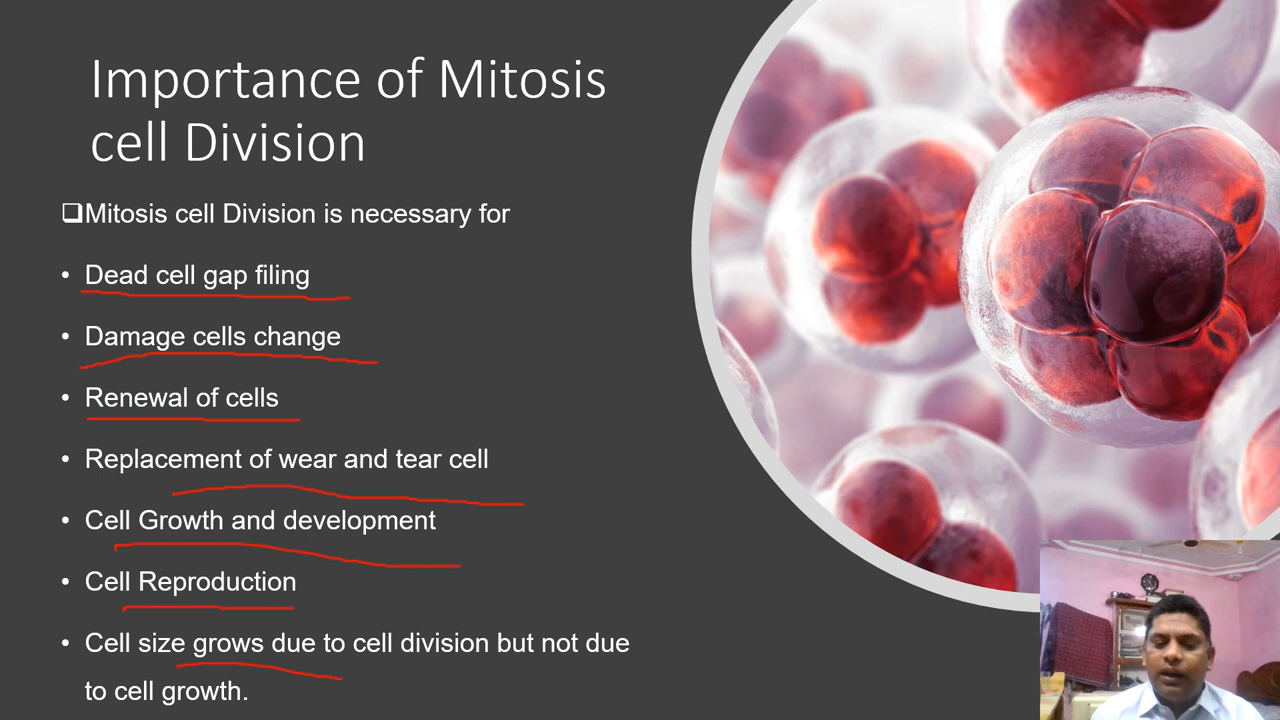 Importance of Mitosis
cell Division
❑Mitosis cell Division is necessary for
• Dead cell gap filing
• Damage cells change
• Renewal of cells
• Replacement of wear and tear cell
• Cell Growth and development
• Cell Reproduction
• Cell size grows due to cell division but not due
to cell growth.